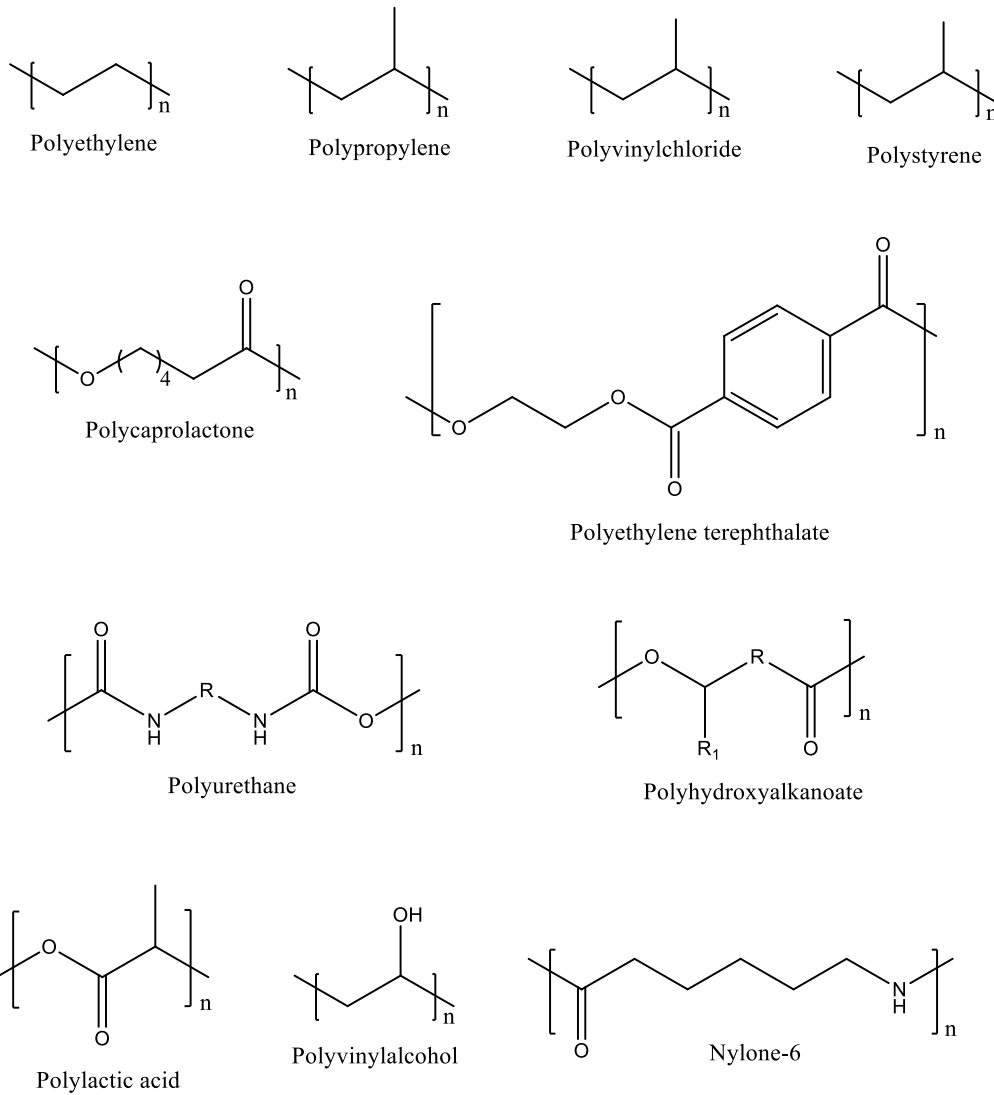 n
n
n
n
Polyethylene
Polypropylene
Polyvinylchloride
Polystyrene
O
O
4
n
Polycaprolactone
O
O
O
O
n
Polyethylene terephthalate
O
O
R
N
H
N
H
O
n
Polyurethane
O
R
R1
O
n
Polyhydroxyalkanoate
O
O
n
Polylactic acid
OH
n
Polyvinylalcohol
O
N
H
n
Nylone-6